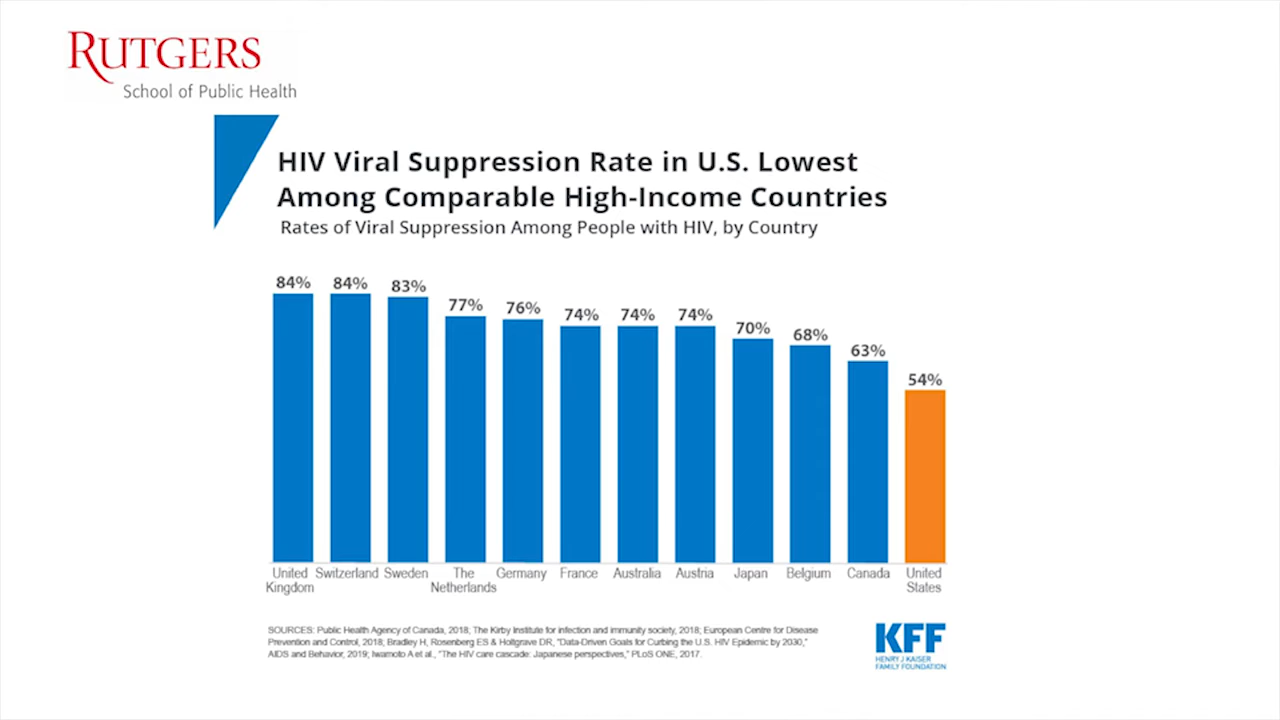 RUTGERS
School of Public Health
HIV Viral Suppression Rate in U.S. Lowest
Among Comparable High-Income Countries
Rates of Viral Suppression Among People with HIV, by Country
84%
84%
83%
77%
76%
74%
74%
74%
70%
68%
63%
54%
United Kingdom
Switzerland
Sweden
The Netherlands
Germany
France
Australia
Austria
Japan
Belgium
Canada
United States
SOURCES: Public Health Agency of Canada, 2018; The Kirby Institute for infection and immunity society, 2018; European Centre for Disease
Prevention and Control, 2018; Bradley H, Rosenberg ES & Holtgrave DR, "Data-Driven Goals for Curbing the U.S. HIV Epidemic by 2030,"
AIDS and Behavior, 2019; Iwamoto A et al., "The HIV care cascade: Japanese perspectives," PLoS ONE, 2017.
KFF
HENRY J KAISER
FAMILY FOUNDATION